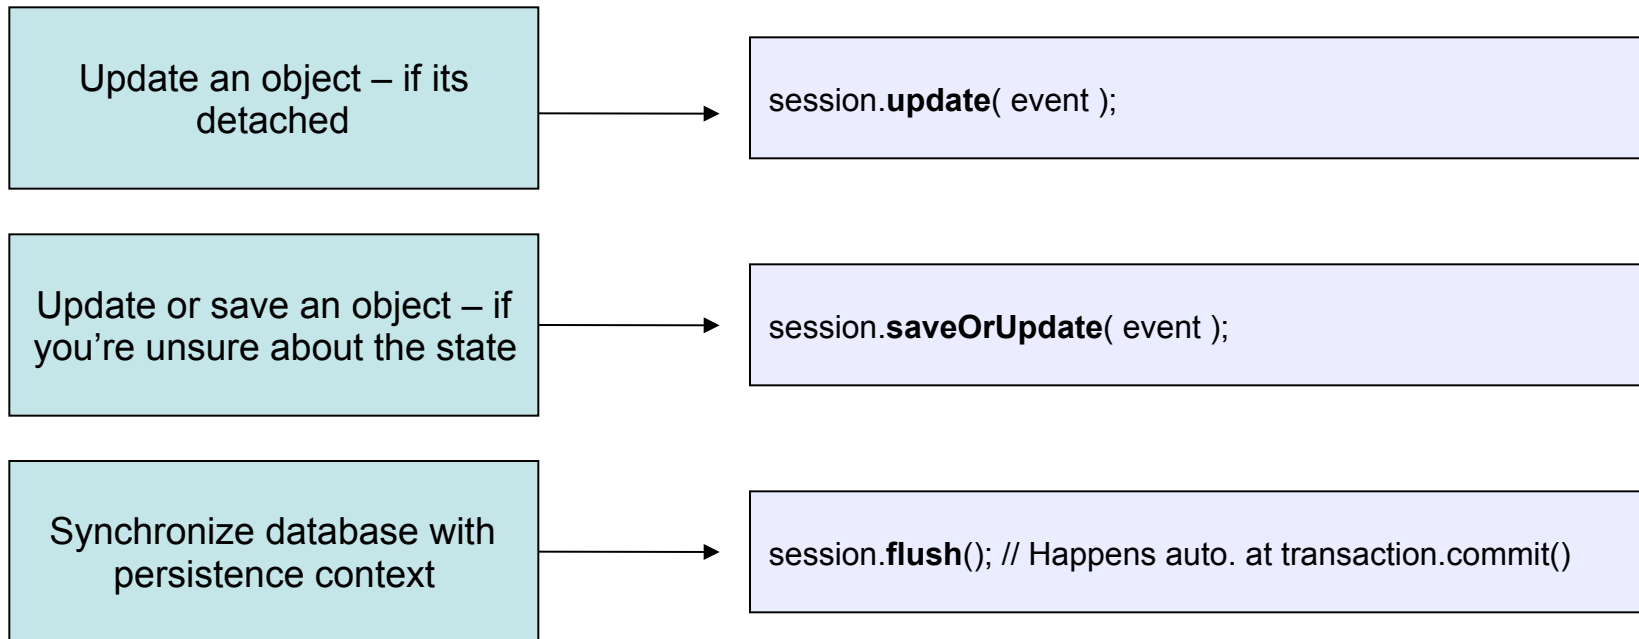 Update an object – if its
detached
session.update( event );
Update or save an object – if
you’re unsure about the state
session.saveOrUpdate( event );
Synchronize database with
persistence context
session.flush(); // Happens auto. at transaction.commit()